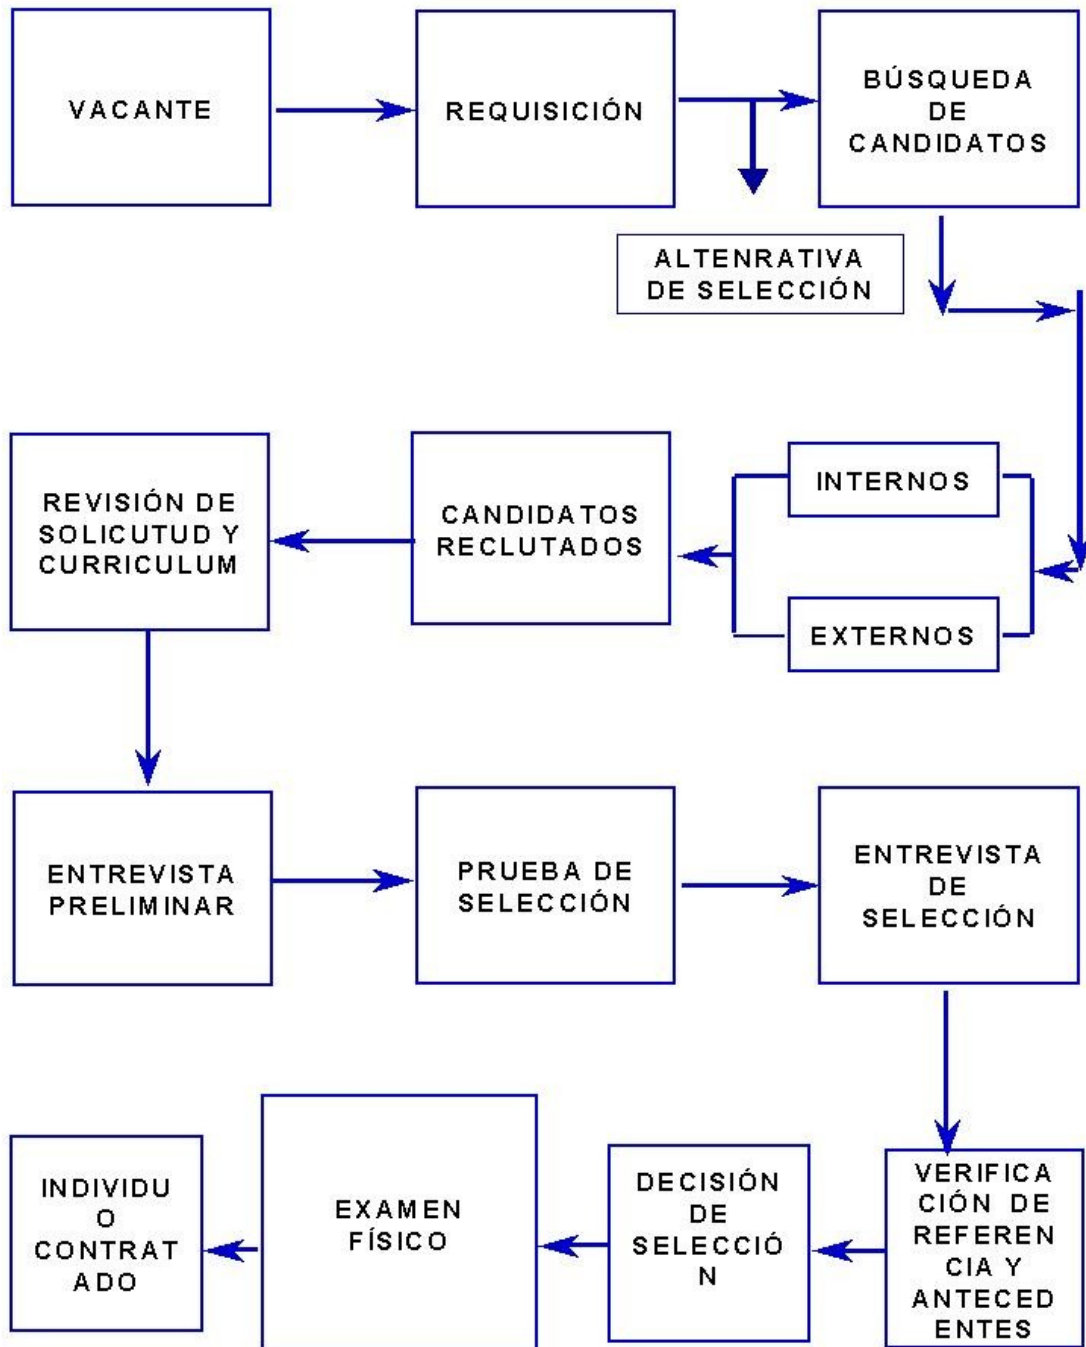 VACANTE
REQUISICIÓN
BÚSQUEDA
DE
CANDIDATOS
ALTENRATIVA
DE SELECCIÓN
REVISIÓN DE
SOLICUTUD Y
CURRICULUM
CANDIDATOS
RECLUTADOS
INTERNOS
EXTERNOS
ENTREVISTA
PRELIMINAR
PRUEBA DE
SELECCIÓN
ENTREVISTA
DE
SELECCIÓN
INDIVIDU
O
CONTRAT
ADO
EXAMEN
FÍSICO
DECISIÓN
DE
SELECCIÓ
N
VERIFICA
CIÓN DE
REFEREN
CIA Y
ANTECED
ENTES